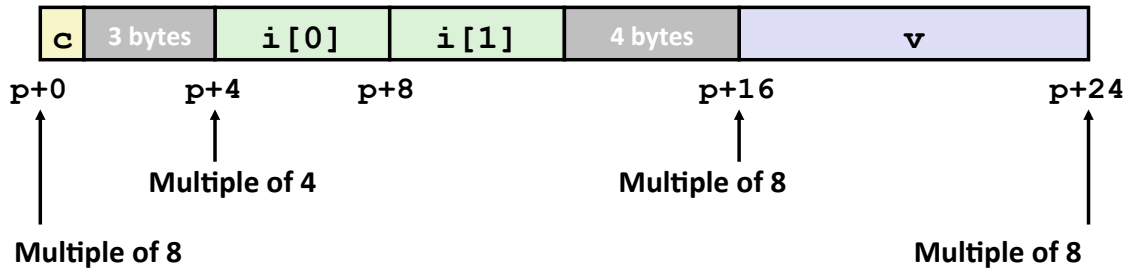 c 3 bytes i[0] i[1] 4 bytes v
p+0 p+4 p+8 p+16 p+24
Multiple of 4 Multiple of 8
Multiple of 8 Multiple of 8